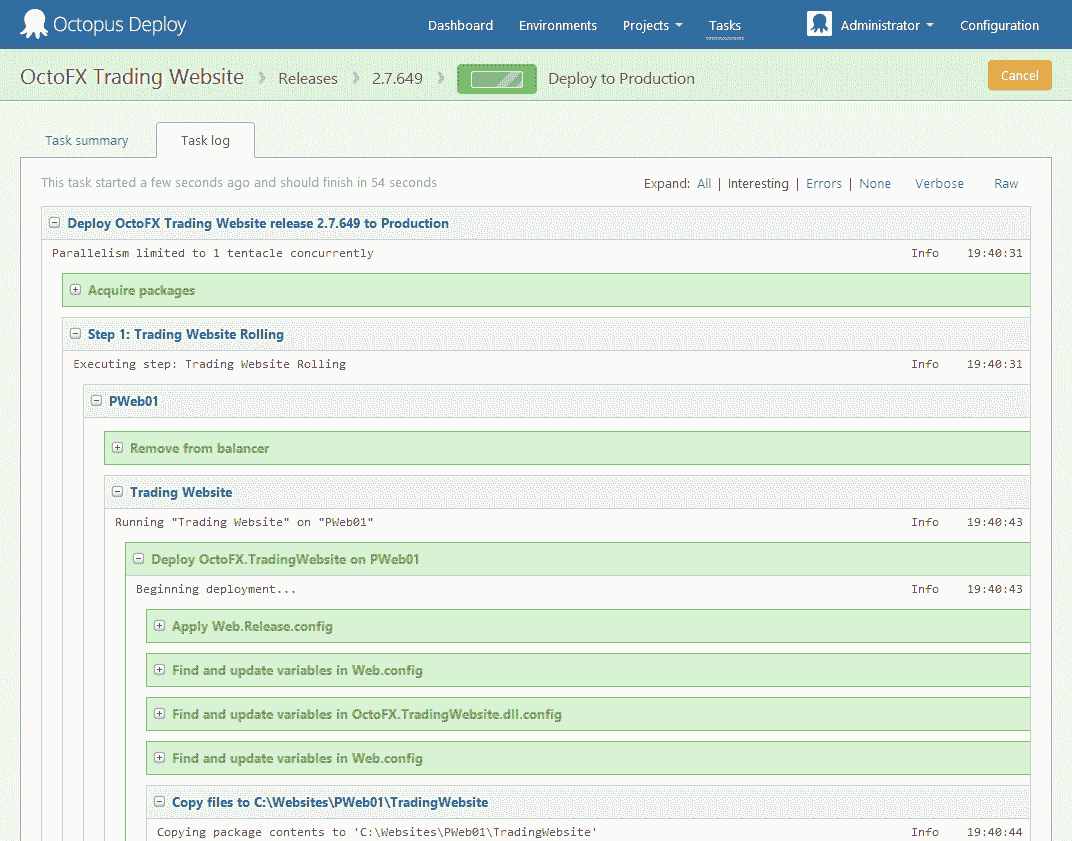 Octopus Deploy
Dashboard Environments Projects Tasks Administrator Configuration
OctoFX Trading Website Releases 2.7.649 Deploy to Production Cancel
Task summary Task log
This task started a few seconds ago and should finish in 54 seconds Expand: All | Interesting | Errors | None Verbose Raw
Deploy OctoFX Trading Website release 2.7.649 to Production
Parallelism limited to 1 tentacle concurrently Info 19:40:31
Acquire packages
Step 1: Trading Website Rolling
Executing step: Trading Website Rolling Info 19:40:31
PWeb01
Remove from balancer
Trading Website
Running "Trading Website" on "PWeb01" Info 19:40:43
Deploy OctoFX.TradingWebsite on PWeb01
Beginning deployment... Info 19:40:43
Apply Web.Release.config
Find and update variables in Web.config
Find and update variables in OctoFX.TradingWebsite.dll.config
Find and update variables in Web.config
Copy files to C:\Websites\PWeb01\TradingWebsite
Copying package contents to 'C:\Websites\PWeb01\TradingWebsite' Info 19:40:44